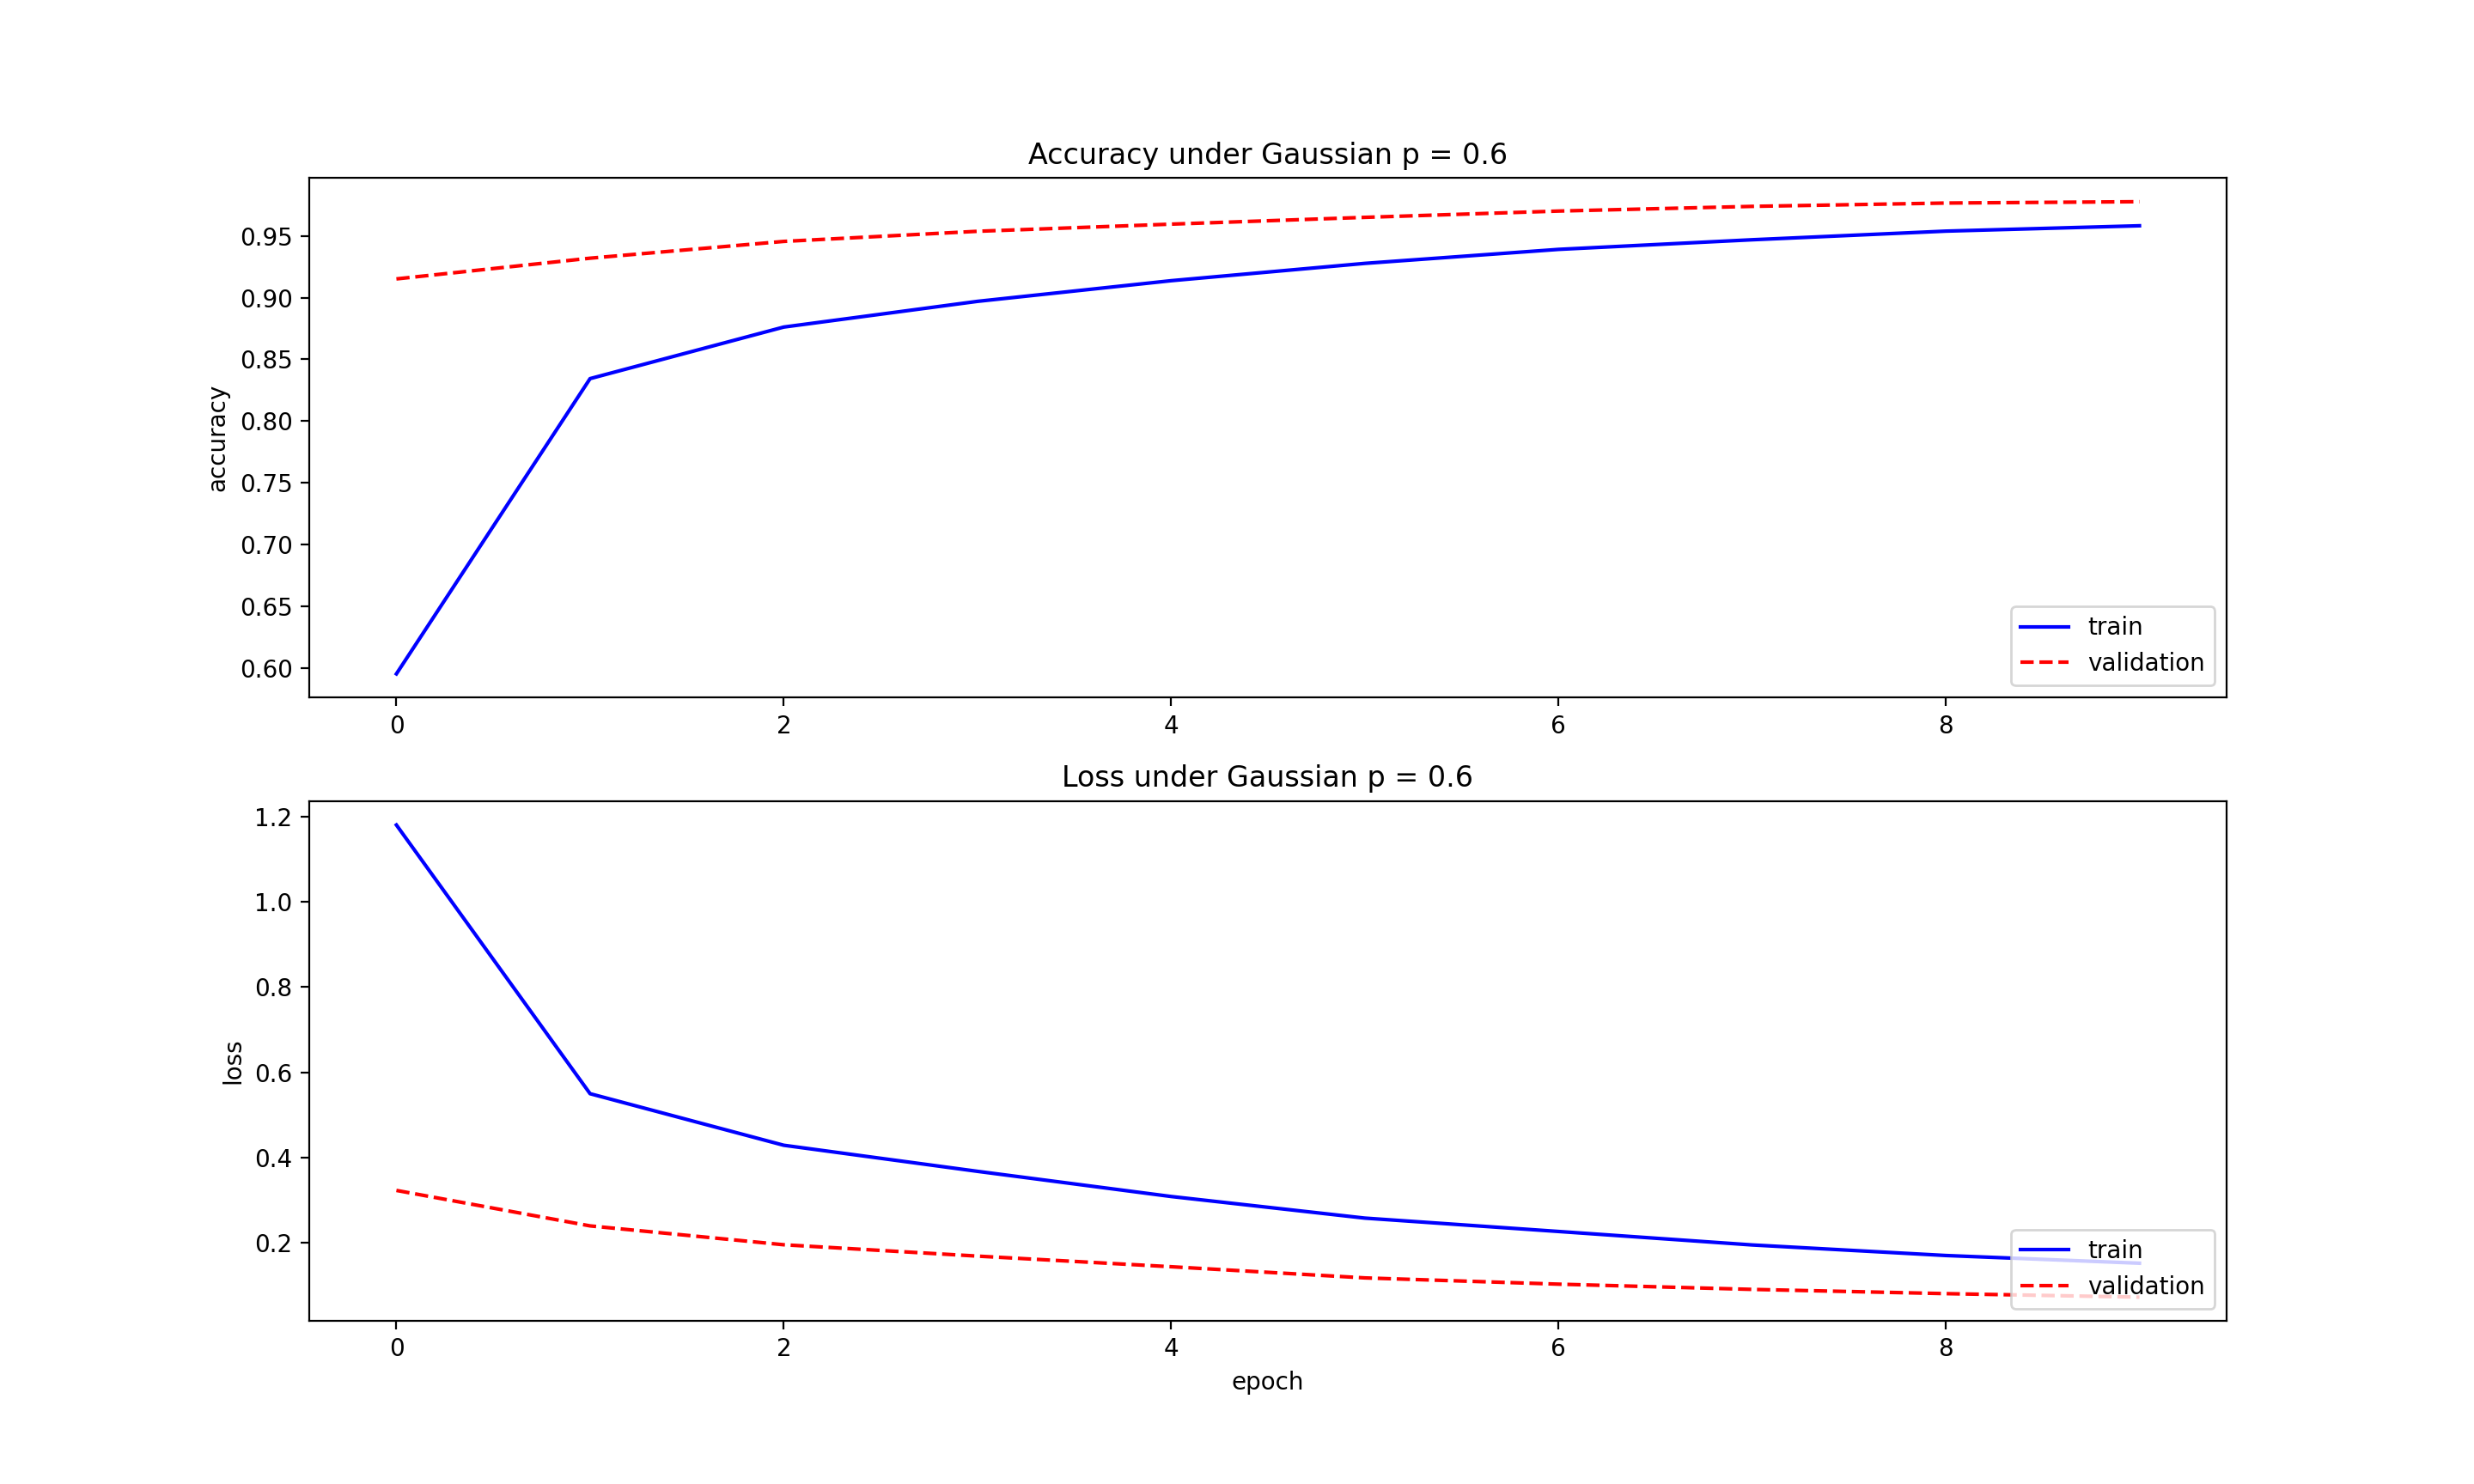 Accuracy under Gaussian p = 0.6
accuracy
0.95
0.90
0.85
0.80
0.75
0.70
0.65
0.60
train
validation
0 2 4 6 8
Loss under Gaussian p = 0.6
loss
1.2
1.0
0.8
0.6
0.4
0.2
train
validation
0 2 4 6 8
epoch